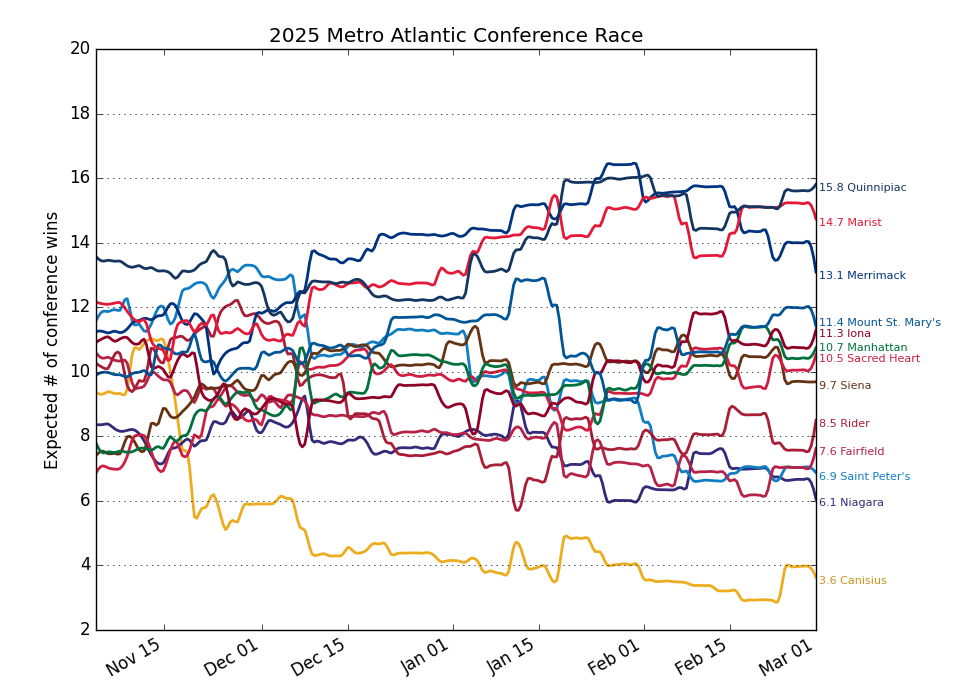 2025 Metro Atlantic Conference Race
Expected # of conference wins
20
18
16
14
12
10
8
6
4
2
15.8 Quinnipiac
14.7 Marist
13.1 Merrimack
11.4 Mount St. Mary's
11.3 Iona
10.7 Manhattan
10.5 Sacred Heart
9.7 Siena
8.5 Rider
7.6 Fairfield
6.9 Saint Peter's
6.1 Niagara
3.6 Canisius
Nov 15
Dec 01
Dec 15
Jan 01
Jan 15
Feb 01
Feb 15
Mar 01